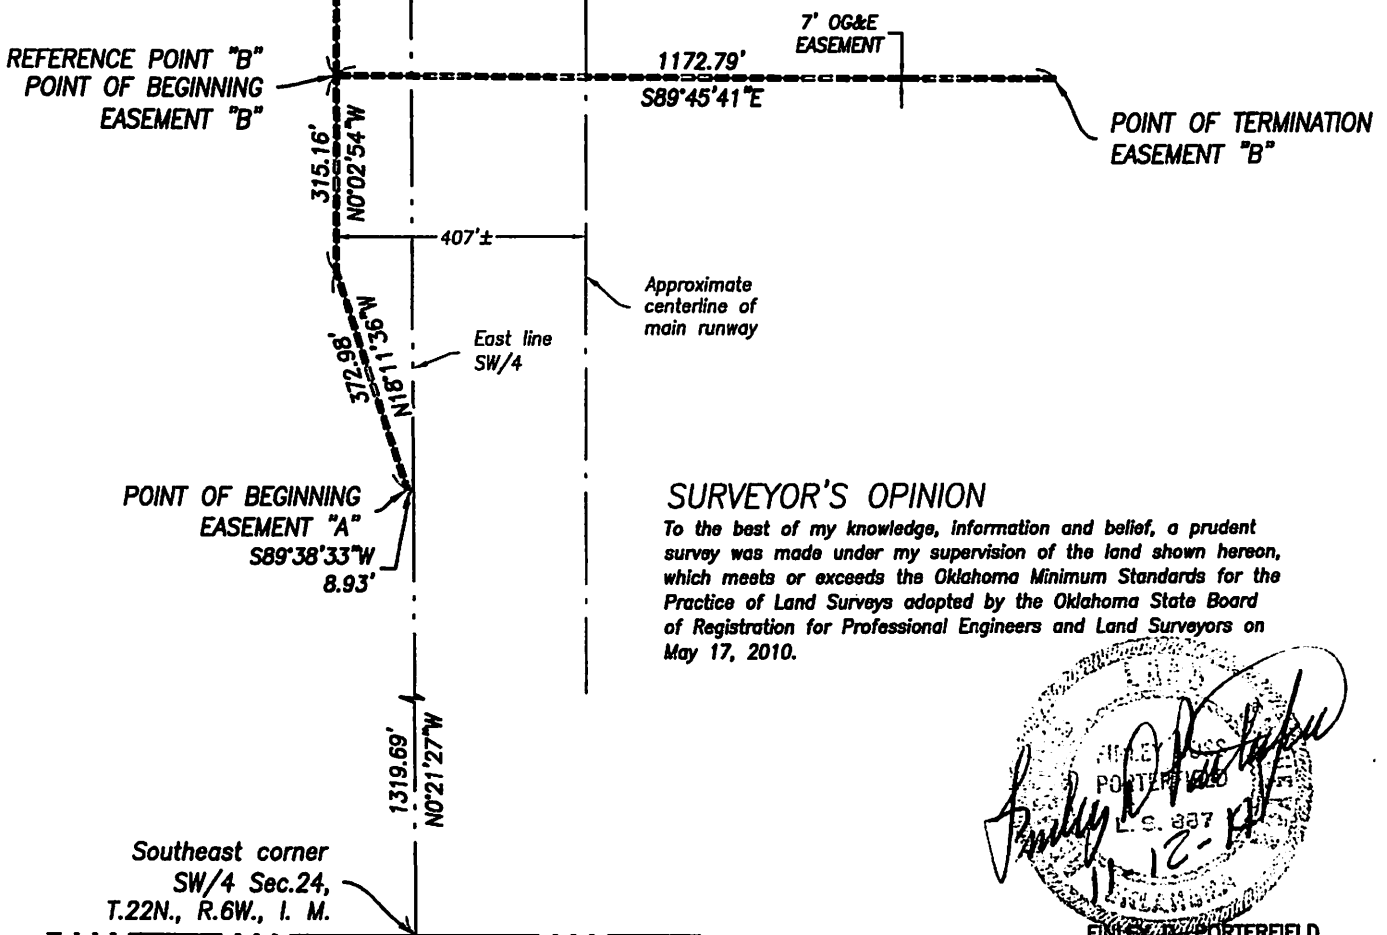 7' OG&E
EASEMENT
REFERENCE POINT "B"
POINT OF BEGINNING
EASEMENT "B"
1172.79'
S89°45'41"E
POINT OF TERMINATION
EASEMENT "B"
315.16'
N0°02'54"W
407'±
Approximate
centerline of
main runway
East line
SW/4
372.98'
N18°11'36"W
POINT OF BEGINNING
EASEMENT "A"
S89°38'33"W
8.93'
SURVEYOR'S OPINION
To the best of my knowledge, information and belief, a prudent
survey was made under my supervision of the land shown hereon,
which meets or exceeds the Oklahoma Minimum Standards for the
Practice of Land Surveys adopted by the Oklahoma State Board
of Registration for Professional Engineers and Land Surveyors on
May 17, 2010.
1319.69'
N0°21'27"W
Southeast corner
SW/4 Sec.24,
T.22N., R.6W., I. M.
PORTERFIELD
L.S. 887
PORTERFIELD